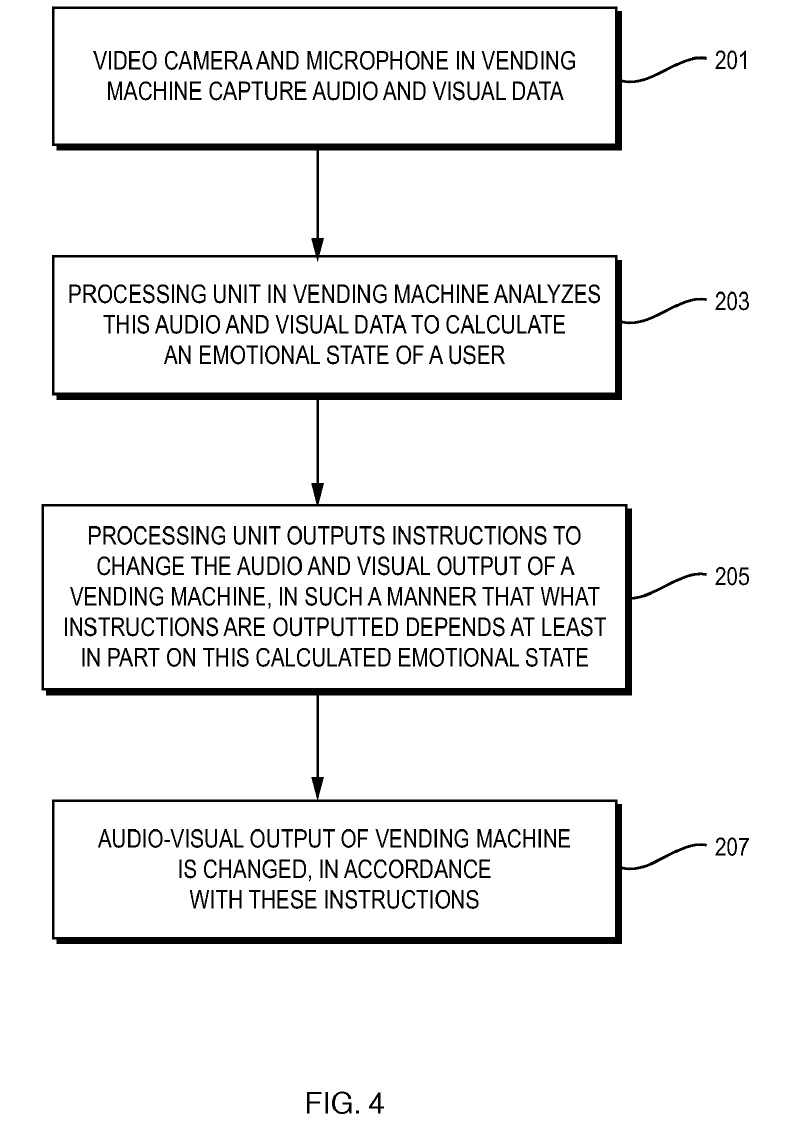 VIDEO CAMERA AND MICROPHONE IN VENDING
MACHINE CAPTURE AUDIO AND VISUAL DATA
201
PROCESSING UNIT IN VENDING MACHINE ANALYZES
THIS AUDIO AND VISUAL DATA TO CALCULATE
AN EMOTIONAL STATE OF A USER
203
PROCESSING UNIT OUTPUTS INSTRUCTIONS TO
CHANGE THE AUDIO AND VISUAL OUTPUT OF A
VENDING MACHINE, IN SUCH A MANNER THAT WHAT
INSTRUCTIONS ARE OUTPUTTED DEPENDS AT LEAST
IN PART ON THIS CALCULATED EMOTIONAL STATE
205
AUDIO-VISUAL OUTPUT OF VENDING MACHINE
IS CHANGED, IN ACCORDANCE
WITH THESE INSTRUCTIONS
207
FIG. 4